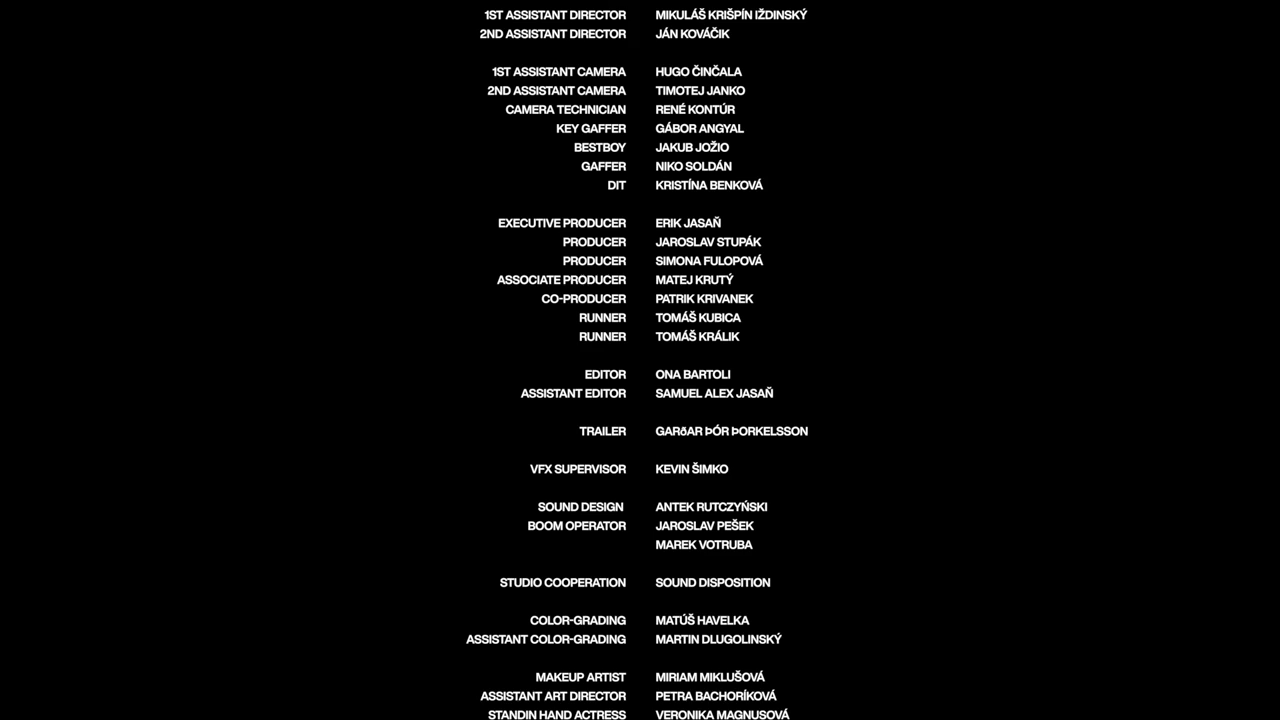 1ST ASSISTANT DIRECTOR MIKULÁŠ KRIŠPÍN IŽDINSKÝ
2ND ASSISTANT DIRECTOR JÁN KOVÁČIK
1ST ASSISTANT CAMERA HUGO ČINČALA
2ND ASSISTANT CAMERA TIMOTEJ JANKO
CAMERA TECHNICIAN RENÉ KONTÚR
KEY GAFFER GÁBOR ANGYAL
BESTBOY JAKUB JOŽIO
GAFFER NIKO SOLDÁN
DIT KRISTÍNA BENKOVÁ
EXECUTIVE PRODUCER ERIK JASAŇ
PRODUCER JAROSLAV STUPÁK
PRODUCER SIMONA FULOPOVÁ
ASSOCIATE PRODUCER MATEJ KRUTÝ
CO-PRODUCER PATRIK KRIVANEK
RUNNER TOMÁŠ KUBICA
RUNNER TOMÁŠ KRÁLIK
EDITOR ONA BARTOLI
ASSISTANT EDITOR SAMUEL ALEX JASAŇ
TRAILER GARðAR ÞÓR ÞORKELSSON
VFX SUPERVISOR KEVIN ŠIMKO
SOUND DESIGN ANTEK RUTCZYŃSKI
BOOM OPERATOR JAROSLAV PEŠEK
MAREK VOTRUBA
STUDIO COOPERATION SOUND DISPOSITION
COLOR-GRADING MATÚŠ HAVELKA
ASSISTANT COLOR-GRADING MARTIN DLUGOLINSKÝ
MAKEUP ARTIST MIRIAM MIKLUŠOVÁ
ASSISTANT ART DIRECTOR PETRA BACHORÍKOVÁ
STANDIN HAND ACTRESS VERONIKA MAGNUSOVÁ